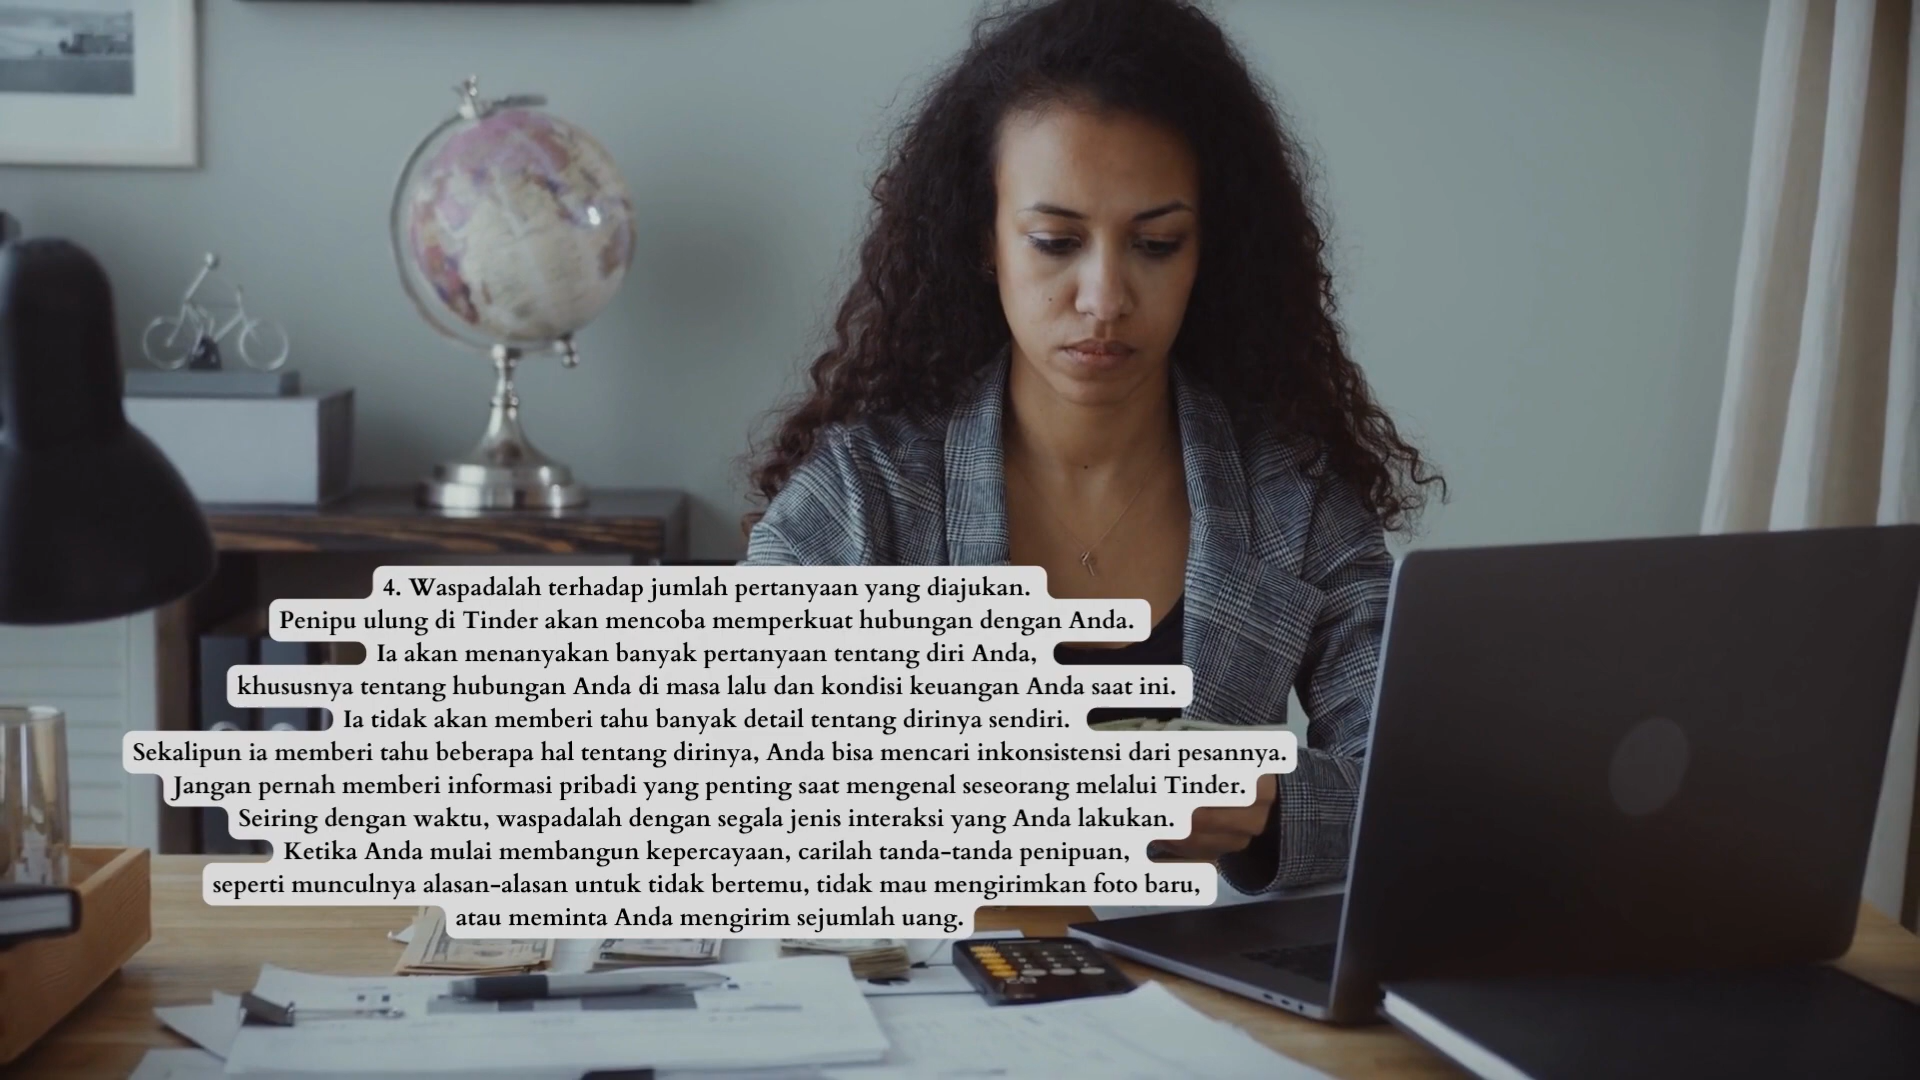 4. Waspadalah terhadap jumlah pertanyaan yang diajukan.
Penipu ulung di Tinder akan mencoba memperkuat hubungan dengan Anda.
Ia akan menanyakan banyak pertanyaan tentang diri Anda,
khususnya tentang hubungan Anda di masa lalu dan kondisi keuangan Anda saat ini.
Ia tidak akan memberi tahu banyak detail tentang dirinya sendiri.
Sekalipun ia memberi tahu beberapa hal tentang dirinya, Anda bisa mencari inkonsistensi dari pesannya.
Jangan pernah memberi informasi pribadi yang penting saat mengenal seseorang melalui Tinder.
Seiring dengan waktu, waspadalah dengan segala jenis interaksi yang Anda lakukan.
Ketika Anda mulai membangun kepercayaan, carilah tanda-tanda penipuan,
seperti munculnya alasan-alasan untuk tidak bertemu, tidak mau mengirimkan foto baru,
atau meminta Anda mengirim sejumlah uang.